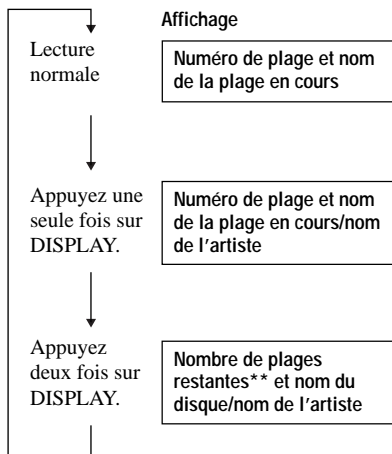 Affichage
Lecture
normale
Numéro de plage et nom
de la plage en cours
Appuyez une
seule fois sur
DISPLAY.
Numéro de plage et nom
de la plage en cours/nom
de l'artiste
Appuyez
deux fois sur
DISPLAY.
Nombre de plages
restantes** et nom du
disque/nom de l'artiste